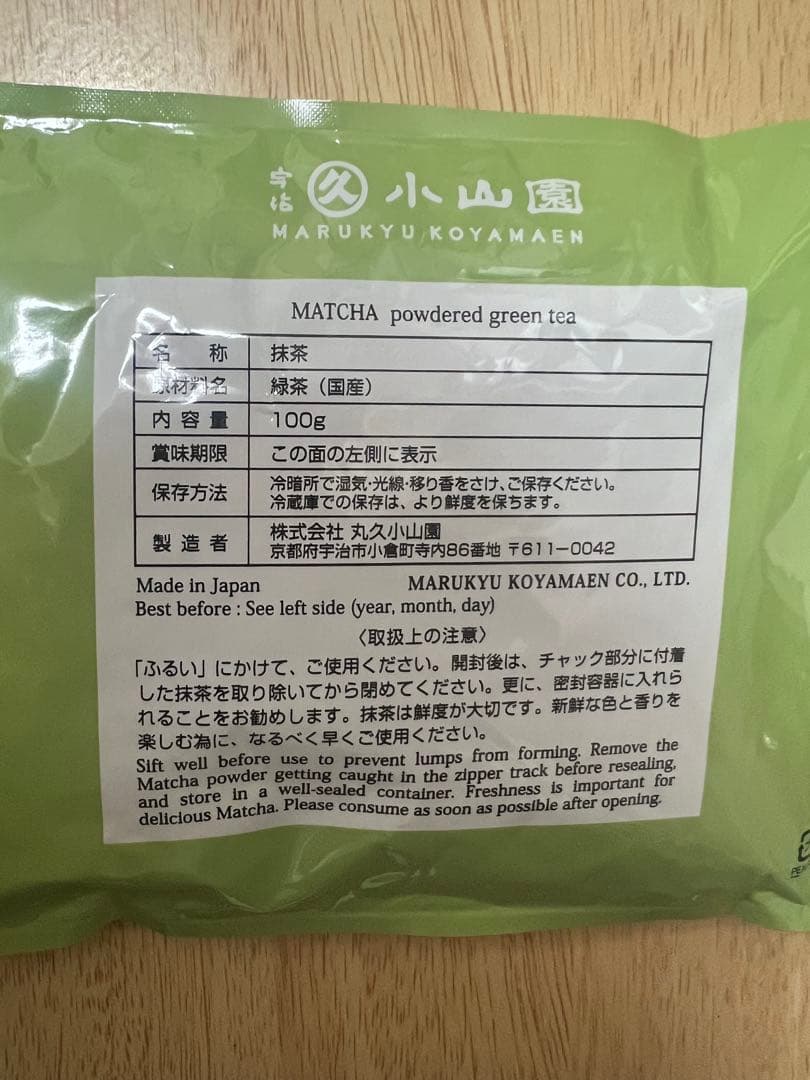 宇治 久 小山園
MARUKYU KOYAMAEN
MATCHA powdered green tea
名称 抹茶
原材料名 緑茶（国産）
内容量 100g
賞味期限 この面の左側に表示
保存方法 冷暗所で湿気・光線・移り香をさけ、ご保存ください。
冷蔵庫での保存は、より鮮度を保ちます。
製造者 株式会社 丸久小山園
京都府宇治市小倉町寺内86番地 〒611-0042
Made in Japan MARUKYU KOYAMAEN CO., LTD.
Best before : See left side (year, month, day)
〈取扱上の注意〉
「ふるい」にかけて、ご使用ください。開封後は、チャック部分に付着
した抹茶を取り除いてから閉めてください。更に、密封容器に入れら
れることをお勧めします。抹茶は鮮度が大切です。新鮮な色と香りを
楽しむ為に、なるべく早くご使用ください。
Sift well before use to prevent lumps from forming. Remove the
Matcha powder getting caught in the zipper track before resealing,
and store in a well-sealed container. Freshness is important for
delicious Matcha. Please consume as soon as possible after opening.